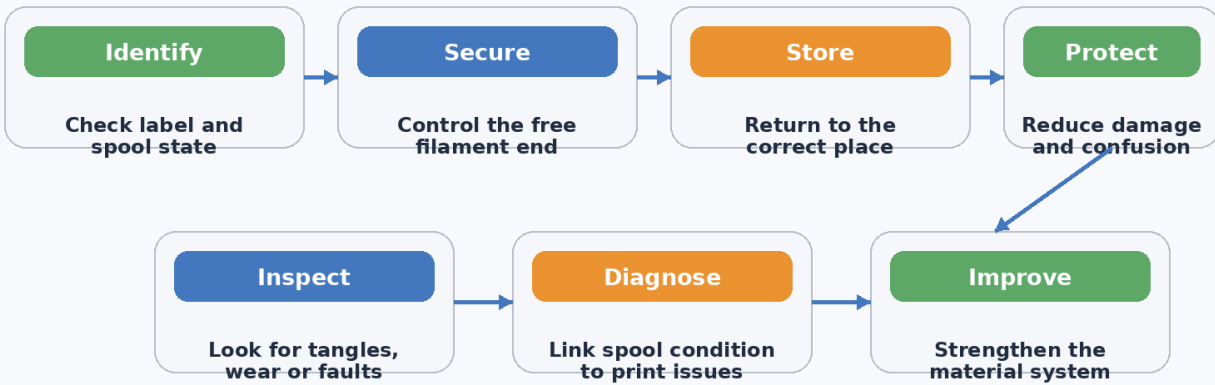 Identify
Check label and
spool state
Secure
Control the free
filament end
Store
Return to the
correct place
Protect
Reduce damage
and confusion
Inspect
Look for tangles,
wear or faults
Diagnose
Link spool condition
to print issues
Improve
Strengthen the
material system